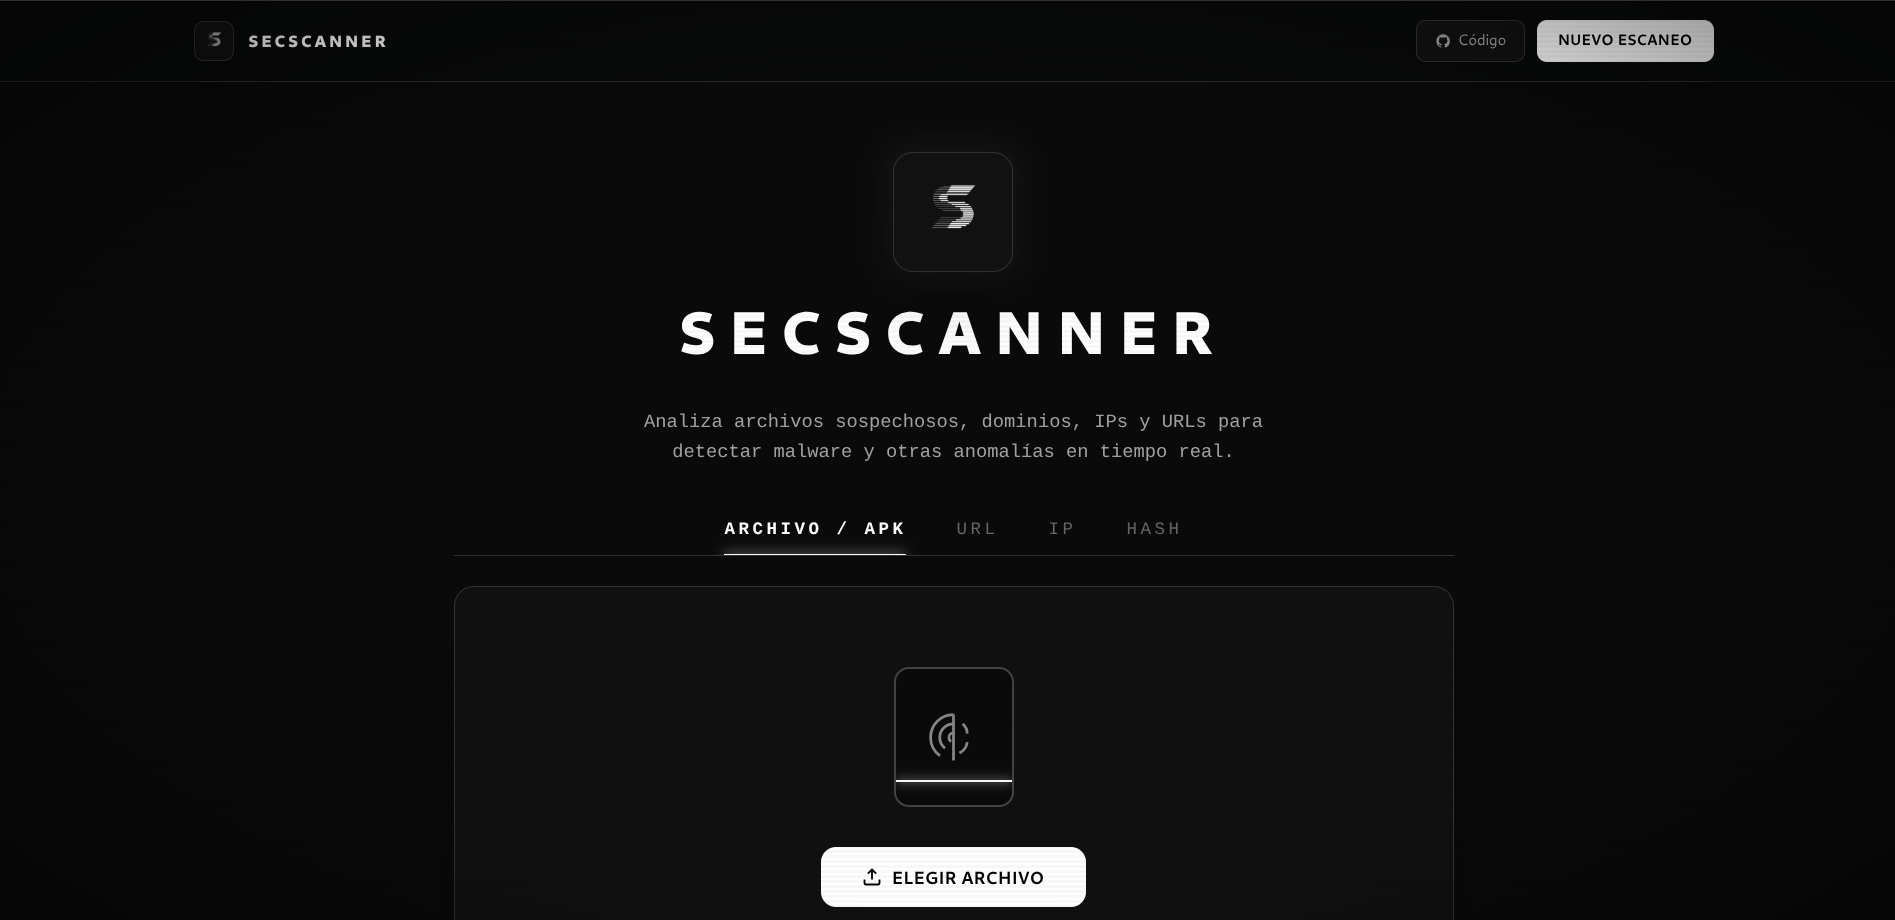 S SECSCANNER
Código
NUEVO ESCANEO
S
SECSCANNER
Analiza archivos sospechosos, dominios, IPs y URLs para
detectar malware y otras anomalías en tiempo real.
ARCHIVO / APK URL IP HASH
ELEGIR ARCHIVO